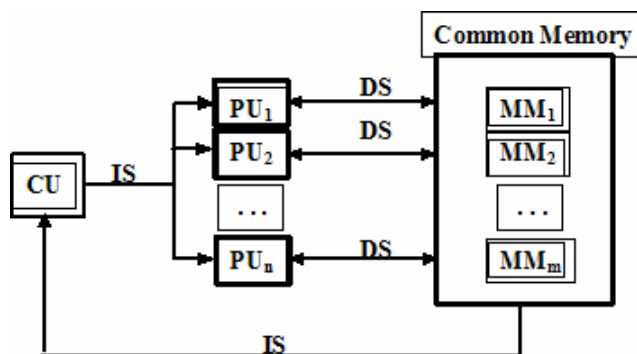 Common Memory
DS
PU1 MM1
DS
PU2 MM2
CU IS
... ...
PUn DS MMm
IS